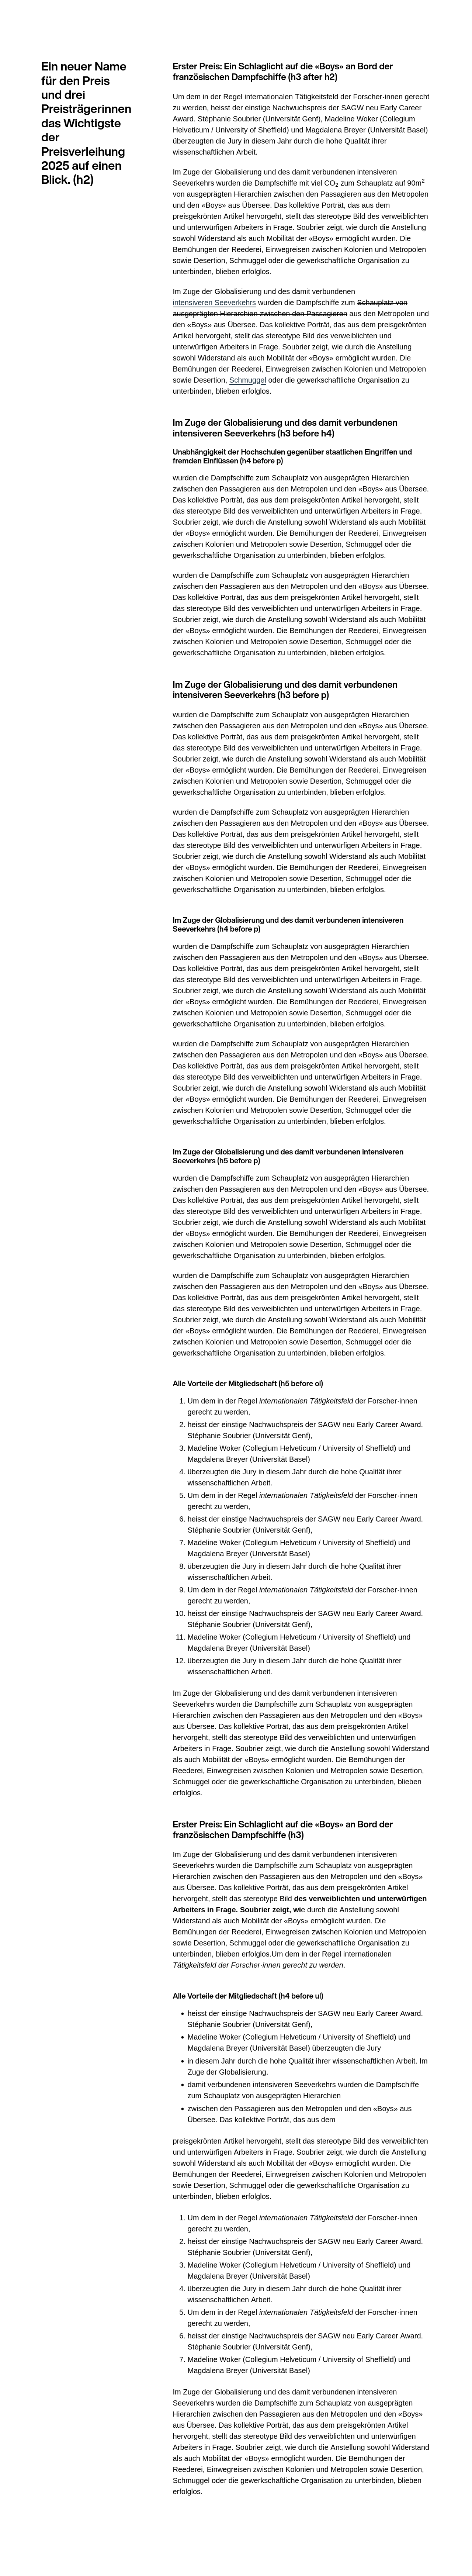 Ein neuer Name
für den Preis
und drei
Preisträgerinnen
das Wichtigste
der
Preisverleihung
2025 auf einen
Blick. (h2)
Erster Preis: Ein Schlaglicht auf die «Boys» an Bord der
französischen Dampfschiffe (h3 after h2)
Um dem in der Regel internationalen Tätigkeitsfeld der Forscher·innen gerecht
zu werden, heisst der einstige Nachwuchspreis der SAGW neu Early Career
Award. Stéphanie Soubrier (Universität Genf), Madeline Woker (Collegium
Helveticum / University of Sheffield) und Magdalena Breyer (Universität Basel)
überzeugten die Jury in diesem Jahr durch die hohe Qualität ihrer
wissenschaftlichen Arbeit.
Im Zuge der Globalisierung und des damit verbundenen intensiveren
Seeverkehrs wurden die Dampfschiffe mit viel CO₂ zum Schauplatz auf 90m²
von ausgeprägten Hierarchien zwischen den Passagieren aus den Metropolen
und den «Boys» aus Übersee. Das kollektive Porträt, das aus dem
preisgekrönten Artikel hervorgeht, stellt das stereotype Bild des verweiblichten
und unterwürfigen Arbeiters in Frage. Soubrier zeigt, wie durch die Anstellung
sowohl Widerstand als auch Mobilität der «Boys» ermöglicht wurden. Die
Bemühungen der Reederei, Einwegreisen zwischen Kolonien und Metropolen
sowie Desertion, Schmuggel oder die gewerkschaftliche Organisation zu
unterbinden, blieben erfolglos.
Im Zuge der Globalisierung und des damit verbundenen
intensiveren Seeverkehrs wurden die Dampfschiffe zum Schauplatz von
ausgeprägten Hierarchien zwischen den Passagieren aus den Metropolen und
den «Boys» aus Übersee. Das kollektive Porträt, das aus dem preisgekrönten
Artikel hervorgeht, stellt das stereotype Bild des verweiblichten und
unterwürfigen Arbeiters in Frage. Soubrier zeigt, wie durch die Anstellung
sowohl Widerstand als auch Mobilität der «Boys» ermöglicht wurden. Die
Bemühungen der Reederei, Einwegreisen zwischen Kolonien und Metropolen
sowie Desertion, Schmuggel oder die gewerkschaftliche Organisation zu
unterbinden, blieben erfolglos.
Im Zuge der Globalisierung und des damit verbundenen
intensiveren Seeverkehrs (h3 before h4)
Unabhängigkeit der Hochschulen gegenüber staatlichen Eingriffen und
fremden Einflüssen (h4 before p)
wurden die Dampfschiffe zum Schauplatz von ausgeprägten Hierarchien
zwischen den Passagieren aus den Metropolen und den «Boys» aus Übersee.
Das kollektive Porträt, das aus dem preisgekrönten Artikel hervorgeht, stellt
das stereotype Bild des verweiblichten und unterwürfigen Arbeiters in Frage.
Soubrier zeigt, wie durch die Anstellung sowohl Widerstand als auch Mobilität
der «Boys» ermöglicht wurden. Die Bemühungen der Reederei, Einwegreisen
zwischen Kolonien und Metropolen sowie Desertion, Schmuggel oder die
gewerkschaftliche Organisation zu unterbinden, blieben erfolglos.
wurden die Dampfschiffe zum Schauplatz von ausgeprägten Hierarchien
zwischen den Passagieren aus den Metropolen und den «Boys» aus Übersee.
Das kollektive Porträt, das aus dem preisgekrönten Artikel hervorgeht, stellt
das stereotype Bild des verweiblichten und unterwürfigen Arbeiters in Frage.
Soubrier zeigt, wie durch die Anstellung sowohl Widerstand als auch Mobilität
der «Boys» ermöglicht wurden. Die Bemühungen der Reederei, Einwegreisen
zwischen Kolonien und Metropolen sowie Desertion, Schmuggel oder die
gewerkschaftliche Organisation zu unterbinden, blieben erfolglos.
Im Zuge der Globalisierung und des damit verbundenen
intensiveren Seeverkehrs (h3 before p)
wurden die Dampfschiffe zum Schauplatz von ausgeprägten Hierarchien
zwischen den Passagieren aus den Metropolen und den «Boys» aus Übersee.
Das kollektive Porträt, das aus dem preisgekrönten Artikel hervorgeht, stellt
das stereotype Bild des verweiblichten und unterwürfigen Arbeiters in Frage.
Soubrier zeigt, wie durch die Anstellung sowohl Widerstand als auch Mobilität
der «Boys» ermöglicht wurden. Die Bemühungen der Reederei, Einwegreisen
zwischen Kolonien und Metropolen sowie Desertion, Schmuggel oder die
gewerkschaftliche Organisation zu unterbinden, blieben erfolglos.
wurden die Dampfschiffe zum Schauplatz von ausgeprägten Hierarchien
zwischen den Passagieren aus den Metropolen und den «Boys» aus Übersee.
Das kollektive Porträt, das aus dem preisgekrönten Artikel hervorgeht, stellt
das stereotype Bild des verweiblichten und unterwürfigen Arbeiters in Frage.
Soubrier zeigt, wie durch die Anstellung sowohl Widerstand als auch Mobilität
der «Boys» ermöglicht wurden. Die Bemühungen der Reederei, Einwegreisen
zwischen Kolonien und Metropolen sowie Desertion, Schmuggel oder die
gewerkschaftliche Organisation zu unterbinden, blieben erfolglos.
Im Zuge der Globalisierung und des damit verbundenen intensiveren
Seeverkehrs (h4 before p)
wurden die Dampfschiffe zum Schauplatz von ausgeprägten Hierarchien
zwischen den Passagieren aus den Metropolen und den «Boys» aus Übersee.
Das kollektive Porträt, das aus dem preisgekrönten Artikel hervorgeht, stellt
das stereotype Bild des verweiblichten und unterwürfigen Arbeiters in Frage.
Soubrier zeigt, wie durch die Anstellung sowohl Widerstand als auch Mobilität
der «Boys» ermöglicht wurden. Die Bemühungen der Reederei, Einwegreisen
zwischen Kolonien und Metropolen sowie Desertion, Schmuggel oder die
gewerkschaftliche Organisation zu unterbinden, blieben erfolglos.
wurden die Dampfschiffe zum Schauplatz von ausgeprägten Hierarchien
zwischen den Passagieren aus den Metropolen und den «Boys» aus Übersee.
Das kollektive Porträt, das aus dem preisgekrönten Artikel hervorgeht, stellt
das stereotype Bild des verweiblichten und unterwürfigen Arbeiters in Frage.
Soubrier zeigt, wie durch die Anstellung sowohl Widerstand als auch Mobilität
der «Boys» ermöglicht wurden. Die Bemühungen der Reederei, Einwegreisen
zwischen Kolonien und Metropolen sowie Desertion, Schmuggel oder die
gewerkschaftliche Organisation zu unterbinden, blieben erfolglos.
Im Zuge der Globalisierung und des damit verbundenen intensiveren
Seeverkehrs (h5 before p)
wurden die Dampfschiffe zum Schauplatz von ausgeprägten Hierarchien
zwischen den Passagieren aus den Metropolen und den «Boys» aus Übersee.
Das kollektive Porträt, das aus dem preisgekrönten Artikel hervorgeht, stellt
das stereotype Bild des verweiblichten und unterwürfigen Arbeiters in Frage.
Soubrier zeigt, wie durch die Anstellung sowohl Widerstand als auch Mobilität
der «Boys» ermöglicht wurden. Die Bemühungen der Reederei, Einwegreisen
zwischen Kolonien und Metropolen sowie Desertion, Schmuggel oder die
gewerkschaftliche Organisation zu unterbinden, blieben erfolglos.
wurden die Dampfschiffe zum Schauplatz von ausgeprägten Hierarchien
zwischen den Passagieren aus den Metropolen und den «Boys» aus Übersee.
Das kollektive Porträt, das aus dem preisgekrönten Artikel hervorgeht, stellt
das stereotype Bild des verweiblichten und unterwürfigen Arbeiters in Frage.
Soubrier zeigt, wie durch die Anstellung sowohl Widerstand als auch Mobilität
der «Boys» ermöglicht wurden. Die Bemühungen der Reederei, Einwegreisen
zwischen Kolonien und Metropolen sowie Desertion, Schmuggel oder die
gewerkschaftliche Organisation zu unterbinden, blieben erfolglos.
Alle Vorteile der Mitgliedschaft (h5 before ol)
1. Um dem in der Regel internationalen Tätigkeitsfeld der Forscher·innen
gerecht zu werden,
2. heisst der einstige Nachwuchspreis der SAGW neu Early Career Award.
Stéphanie Soubrier (Universität Genf),
3. Madeline Woker (Collegium Helveticum / University of Sheffield) und
Magdalena Breyer (Universität Basel)
4. überzeugten die Jury in diesem Jahr durch die hohe Qualität ihrer
wissenschaftlichen Arbeit.
5. Um dem in der Regel internationalen Tätigkeitsfeld der Forscher·innen
gerecht zu werden,
6. heisst der einstige Nachwuchspreis der SAGW neu Early Career Award.
Stéphanie Soubrier (Universität Genf),
7. Madeline Woker (Collegium Helveticum / University of Sheffield) und
Magdalena Breyer (Universität Basel)
8. überzeugten die Jury in diesem Jahr durch die hohe Qualität ihrer
wissenschaftlichen Arbeit.
9. Um dem in der Regel internationalen Tätigkeitsfeld der Forscher·innen
gerecht zu werden,
10. heisst der einstige Nachwuchspreis der SAGW neu Early Career Award.
Stéphanie Soubrier (Universität Genf),
11. Madeline Woker (Collegium Helveticum / University of Sheffield) und
Magdalena Breyer (Universität Basel)
12. überzeugten die Jury in diesem Jahr durch die hohe Qualität ihrer
wissenschaftlichen Arbeit.
Im Zuge der Globalisierung und des damit verbundenen intensiveren
Seeverkehrs wurden die Dampfschiffe zum Schauplatz von ausgeprägten
Hierarchien zwischen den Passagieren aus den Metropolen und den «Boys»
aus Übersee. Das kollektive Porträt, das aus dem preisgekrönten Artikel
hervorgeht, stellt das stereotype Bild des verweiblichten und unterwürfigen
Arbeiters in Frage. Soubrier zeigt, wie durch die Anstellung sowohl Widerstand
als auch Mobilität der «Boys» ermöglicht wurden. Die Bemühungen der
Reederei, Einwegreisen zwischen Kolonien und Metropolen sowie Desertion,
Schmuggel oder die gewerkschaftliche Organisation zu unterbinden, blieben
erfolglos.
Erster Preis: Ein Schlaglicht auf die «Boys» an Bord der
französischen Dampfschiffe (h3)
Im Zuge der Globalisierung und des damit verbundenen intensiveren
Seeverkehrs wurden die Dampfschiffe zum Schauplatz von ausgeprägten
Hierarchien zwischen den Passagieren aus den Metropolen und den «Boys»
aus Übersee. Das kollektive Porträt, das aus dem preisgekrönten Artikel
hervorgeht, stellt das stereotype Bild des verweiblichten und unterwürfigen
Arbeiters in Frage. Soubrier zeigt, wie durch die Anstellung sowohl
Widerstand als auch Mobilität der «Boys» ermöglicht wurden. Die
Bemühungen der Reederei, Einwegreisen zwischen Kolonien und Metropolen
sowie Desertion, Schmuggel oder die gewerkschaftliche Organisation zu
unterbinden, blieben erfolglos.Um dem in der Regel internationalen
Tätigkeitsfeld der Forscher·innen gerecht zu werden.
Alle Vorteile der Mitgliedschaft (h4 before ul)
• heisst der einstige Nachwuchspreis der SAGW neu Early Career Award.
Stéphanie Soubrier (Universität Genf),
• Madeline Woker (Collegium Helveticum / University of Sheffield) und
Magdalena Breyer (Universität Basel) überzeugten die Jury
• in diesem Jahr durch die hohe Qualität ihrer wissenschaftlichen Arbeit. Im
Zuge der Globalisierung.
• damit verbundenen intensiveren Seeverkehrs wurden die Dampfschiffe
zum Schauplatz von ausgeprägten Hierarchien
• zwischen den Passagieren aus den Metropolen und den «Boys» aus
Übersee. Das kollektive Porträt, das aus dem
preisgekrönten Artikel hervorgeht, stellt das stereotype Bild des verweiblichten
und unterwürfigen Arbeiters in Frage. Soubrier zeigt, wie durch die Anstellung
sowohl Widerstand als auch Mobilität der «Boys» ermöglicht wurden. Die
Bemühungen der Reederei, Einwegreisen zwischen Kolonien und Metropolen
sowie Desertion, Schmuggel oder die gewerkschaftliche Organisation zu
unterbinden, blieben erfolglos.
1. Um dem in der Regel internationalen Tätigkeitsfeld der Forscher·innen
gerecht zu werden,
2. heisst der einstige Nachwuchspreis der SAGW neu Early Career Award.
Stéphanie Soubrier (Universität Genf),
3. Madeline Woker (Collegium Helveticum / University of Sheffield) und
Magdalena Breyer (Universität Basel)
4. überzeugten die Jury in diesem Jahr durch die hohe Qualität ihrer
wissenschaftlichen Arbeit.
5. Um dem in der Regel internationalen Tätigkeitsfeld der Forscher·innen
gerecht zu werden,
6. heisst der einstige Nachwuchspreis der SAGW neu Early Career Award.
Stéphanie Soubrier (Universität Genf),
7. Madeline Woker (Collegium Helveticum / University of Sheffield) und
Magdalena Breyer (Universität Basel)
Im Zuge der Globalisierung und des damit verbundenen intensiveren
Seeverkehrs wurden die Dampfschiffe zum Schauplatz von ausgeprägten
Hierarchien zwischen den Passagieren aus den Metropolen und den «Boys»
aus Übersee. Das kollektive Porträt, das aus dem preisgekrönten Artikel
hervorgeht, stellt das stereotype Bild des verweiblichten und unterwürfigen
Arbeiters in Frage. Soubrier zeigt, wie durch die Anstellung sowohl Widerstand
als auch Mobilität der «Boys» ermöglicht wurden. Die Bemühungen der
Reederei, Einwegreisen zwischen Kolonien und Metropolen sowie Desertion,
Schmuggel oder die gewerkschaftliche Organisation zu unterbinden, blieben
erfolglos.